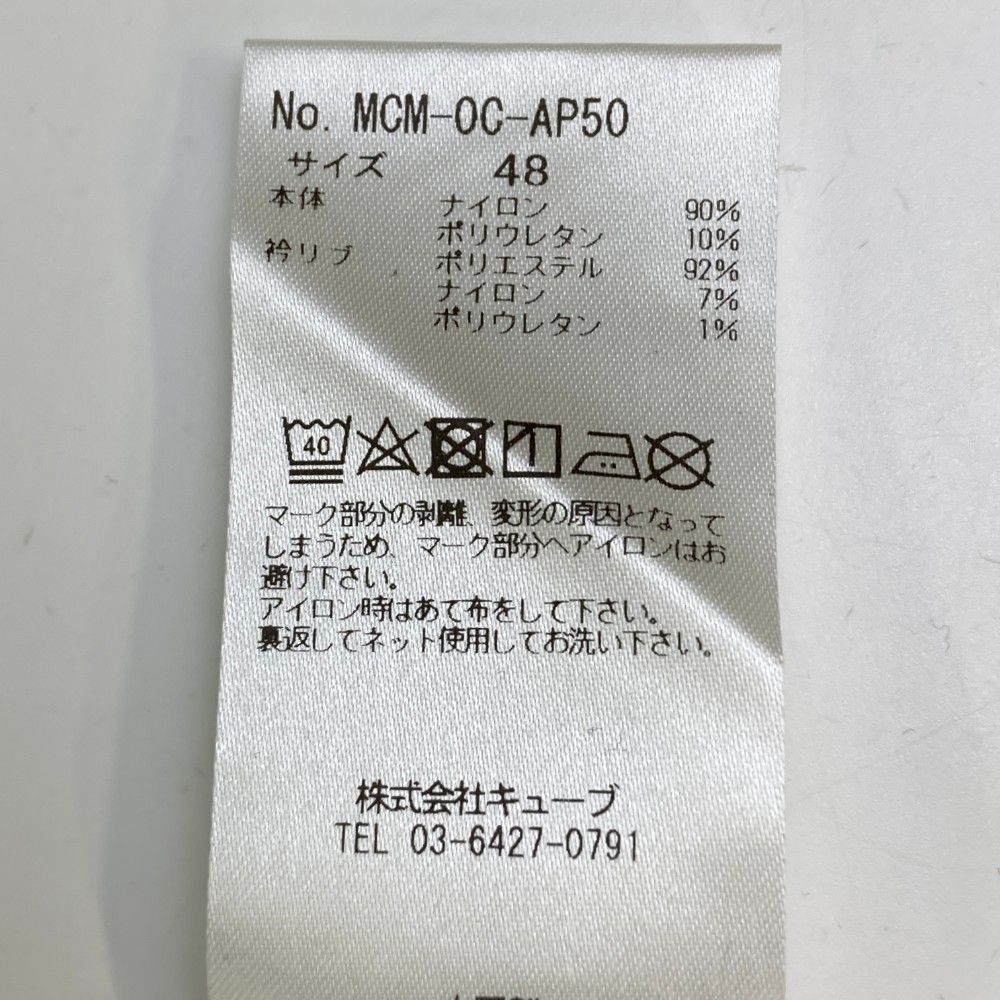 No. MCM-OC-AP50
サイズ 48
本体 ナイロン 90%
ポリウレタン 10%
衿リブ ポリエステル 92%
ナイロン 7%
ポリウレタン 1%
40
マーク部分の剥離、変形の原因となって
しまうため、マーク部分へアイロンはお
避け下さい。
アイロン時はあて布をして下さい。
裏返してネット使用してお洗い下さい。
株式会社キューブ
TEL 03-6427-0791